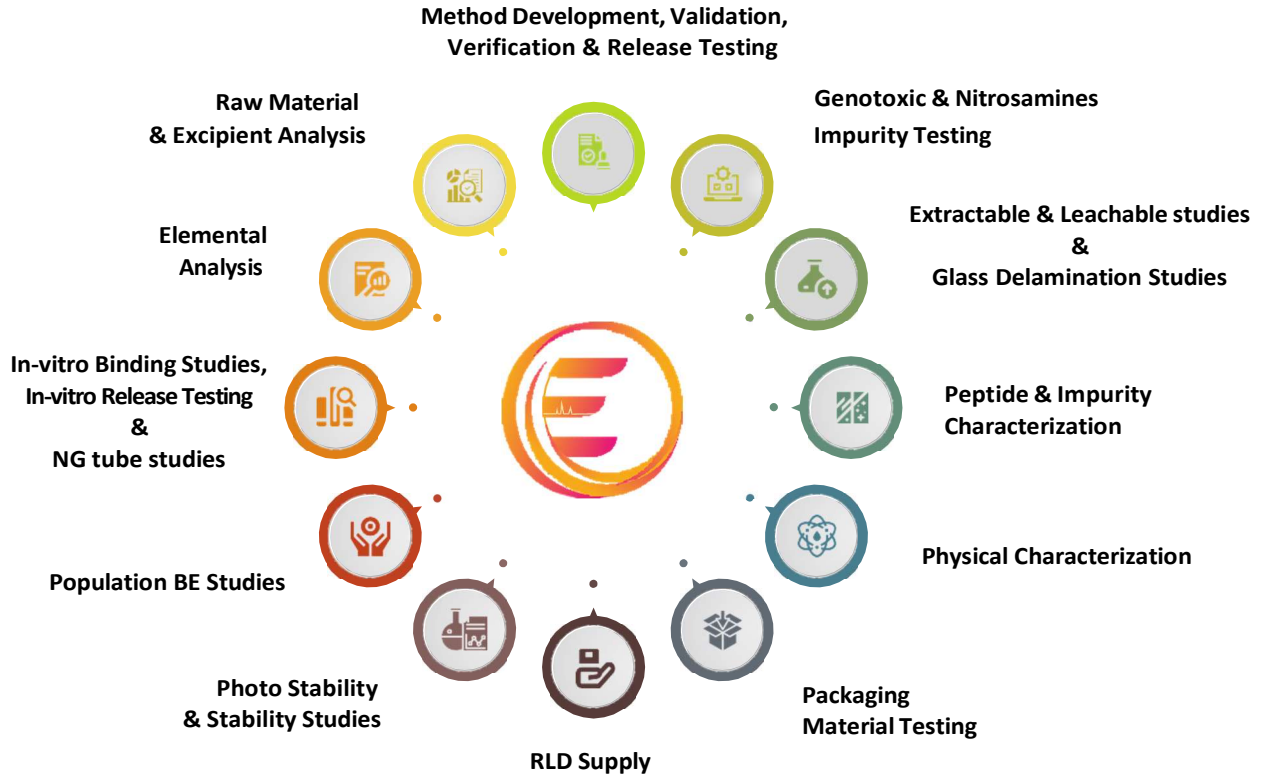 Method Development, Validation,
Verification & Release Testing
Genotoxic & Nitrosamines
Impurity Testing
Extractable & Leachable studies
&
Glass Delamination Studies
Peptide & Impurity
Characterization
Physical Characterization
Packaging
Material Testing
RLD Supply
Photo Stability
& Stability Studies
Population BE Studies
In-vitro Binding Studies,
In-vitro Release Testing
&
NG tube studies
Elemental
Analysis
Raw Material
& Excipient Analysis
E